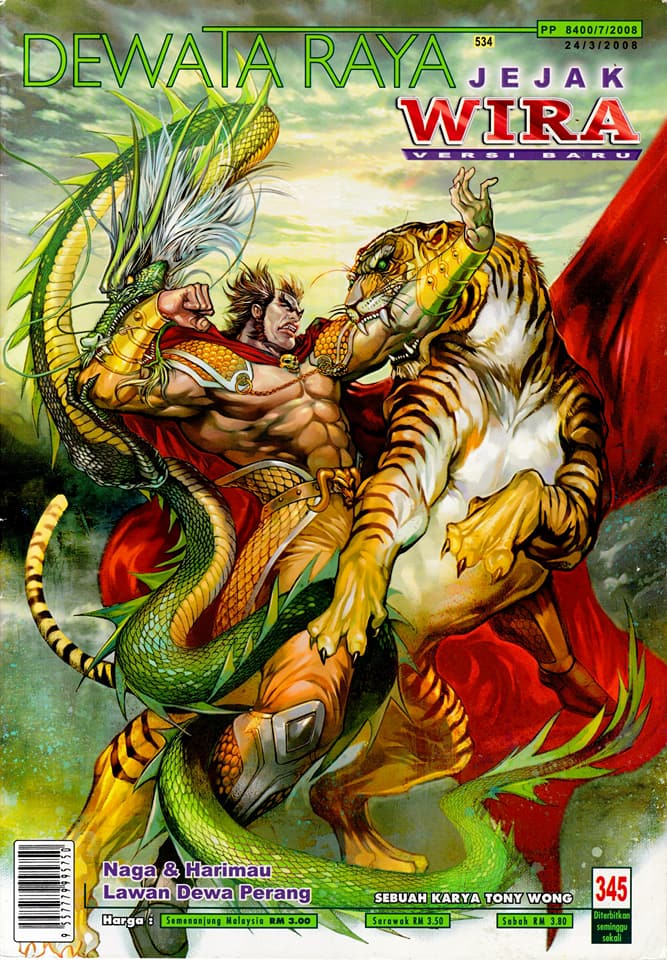 DEWATA RAYA
534
PP 8400/7/2008
24/3/2008
JEJAK
WIRA
VERSI BARU
Naga & Harimau
Lawan Dewa Perang
SEBUAH KARYA TONY WONG
Harga :
Semenanjung Malaysia RM 3.00
Sarawak RM 3.50
Sabah RM 3.80
345
Diterbitkan
seminggu
sekali
9 557779 995750